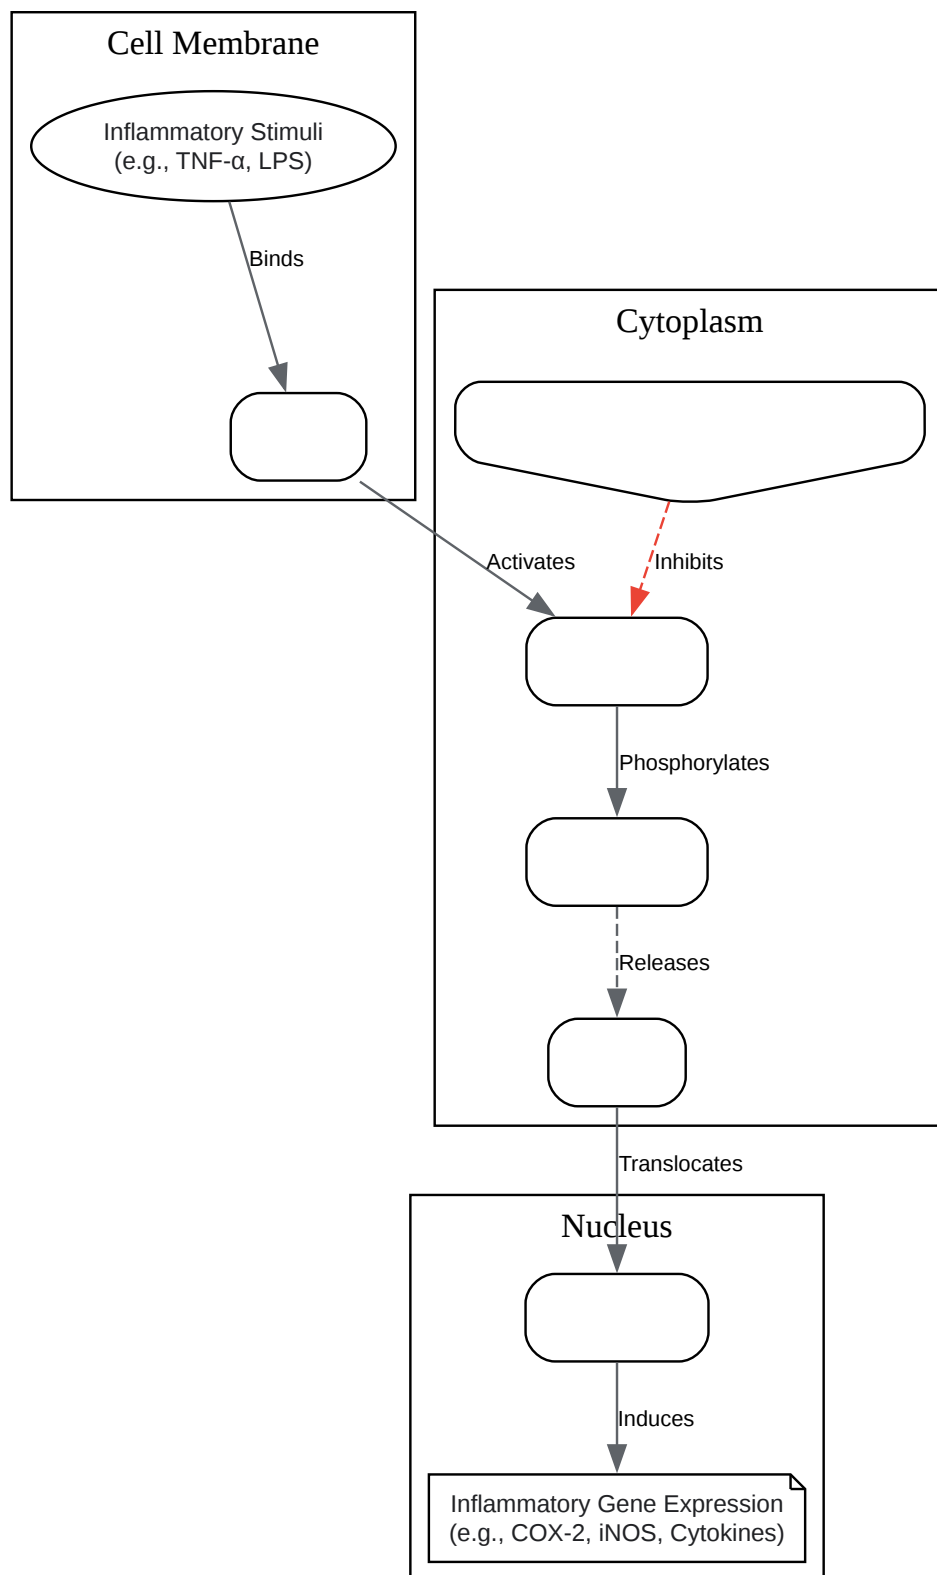 Cell Membrane
Inflammatory Stimuli
(e.g., TNF-α, LPS)
Binds
Cytoplasm
Activates
Inhibits
Phosphorylates
Releases
Translocates
Nucleus
Induces
Inflammatory Gene Expression
(e.g., COX-2, iNOS, Cytokines)